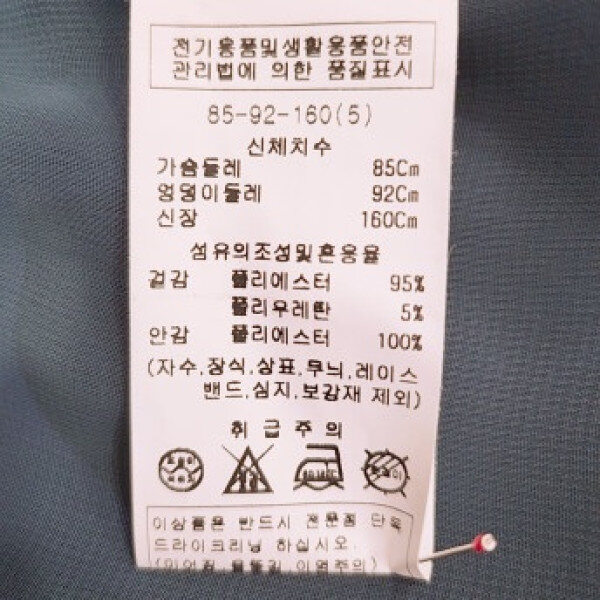 전기용품및생활용품안전
관리법에 의한 품질표시
85-92-160(5)
신체치수
가슴둘레 85Cm
엉덩이둘레 92Cm
신장 160Cm
섬유의조성및혼용율
겉감 폴리에스터 95%
폴리우레탄 5%
안감 폴리에스터 100%
(자수,장식,상표,무늬,레이스
밴드,심지,보강재 제외)
취급주의
이상품은 반드시 전문점 단독
드라이크리닝 하십시오.